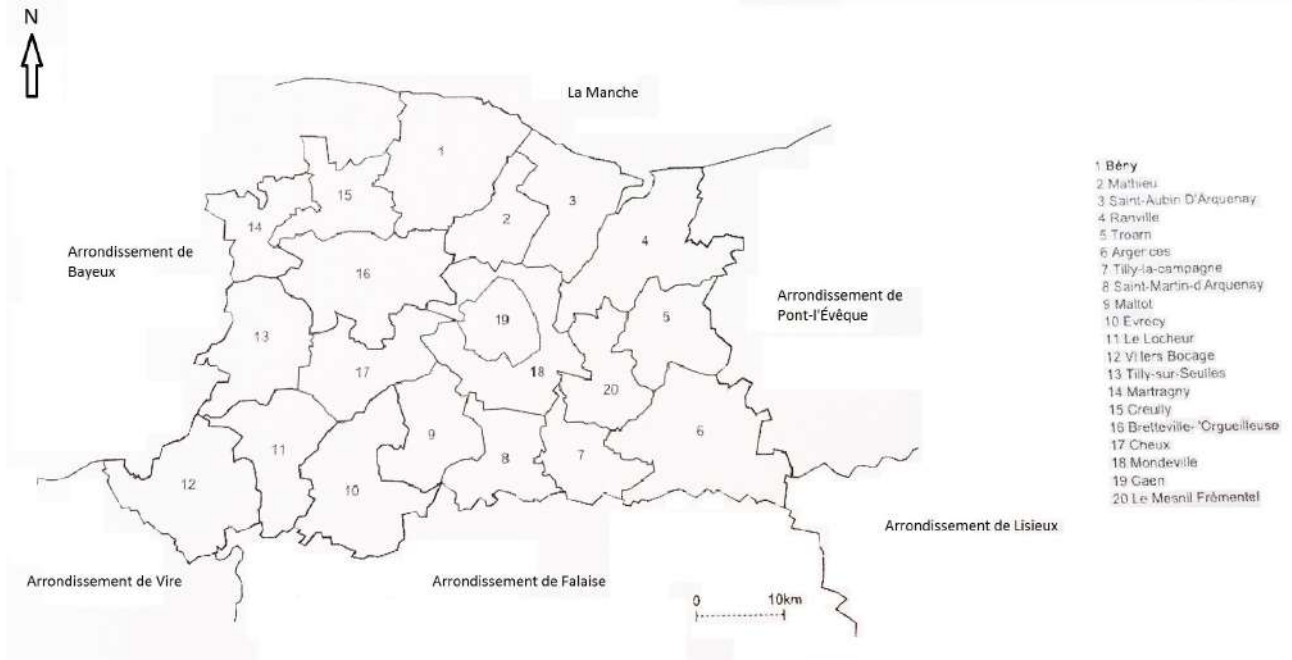 N
La Manche
1
15
2
3
14
4
Arrondissement de
Bayeux
16
Arrondissement de
Pont-l'Évêque
19
5
13
17
18
20
9
6
11
8
7
12
10
Arrondissement de Lisieux
Arrondissement de Vire
Arrondissement de Falaise
0 10km
1 Bény
2 Mathieu
3 Saint-Aubin D'Arquenay
4 Ranville
5 Troarn
6 Argences
7 Tilly-la-campagne
8 Saint-Martin-d Arquenay
9 Maltot
10 Evrecy
11 Le Locheur
12 Villers Bocage
13 Tilly-sur-Seulles
14 Martragny
15 Creully
16 Bretteville-'Orgueilleuse
17 Cheux
18 Mondeville
19 Caen
20 Le Mesnil Frémentel